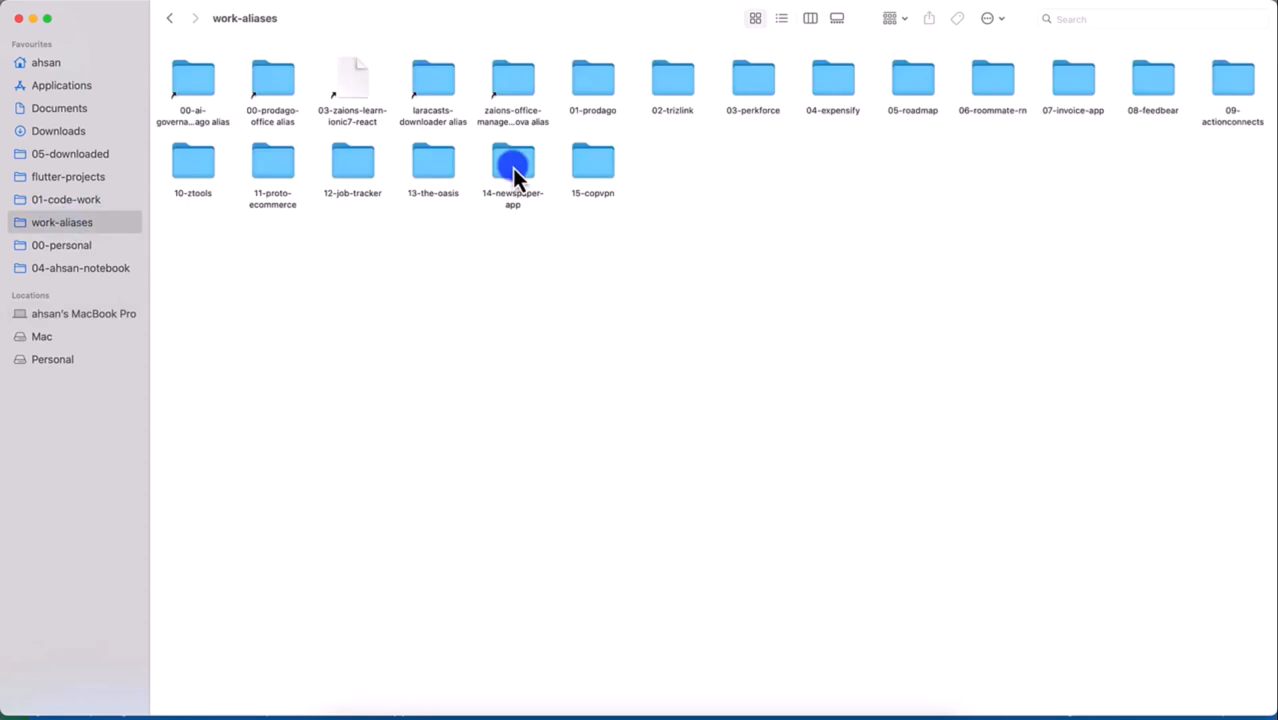 work-aliases
Search
Favourites
ahsan
Applications
Documents
Downloads
05-downloaded
flutter-projects
01-code-work
work-aliases
00-personal
04-ahsan-notebook
Locations
ahsan's MacBook Pro
Mac
Personal
00-ai-
governa...ago alias
00-prodago-
office alias
03-zaions-learn-
ionic7-react
laracasts-
downloader alias
zaions-office-
manage...ova alias
01-prodago
02-trizlink
03-perkforce
04-expensify
05-roadmap
06-roommate-rn
07-invoice-app
08-feedbear
09-
actionconnects
10-ztools
11-proto-
ecommerce
12-job-tracker
13-the-oasis
14-newspaper-
app
15-copvpn